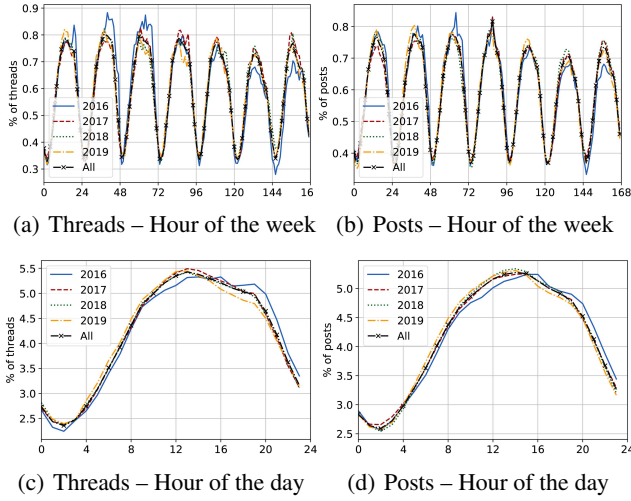 0.9
0.8
0.7
0.6
0.5
0.4
0.3
% of threads
2016
2017
2018
2019
All
0 24 48 72 96 120 144 16
0.8
0.7
0.6
0.5
0.4
% of posts
2016
2017
2018
2019
All
0 24 48 72 96 120 144 168
(a) Threads – Hour of the week
(b) Posts – Hour of the week
5.5
5.0
4.5
4.0
3.5
3.0
2.5
% of threads
2016
2017
2018
2019
All
0 4 8 12 16 20 24
5.0
4.5
4.0
3.5
3.0
2.5
% of posts
2016
2017
2018
2019
All
0 4 8 12 16 20 24
(c) Threads – Hour of the day
(d) Posts – Hour of the day